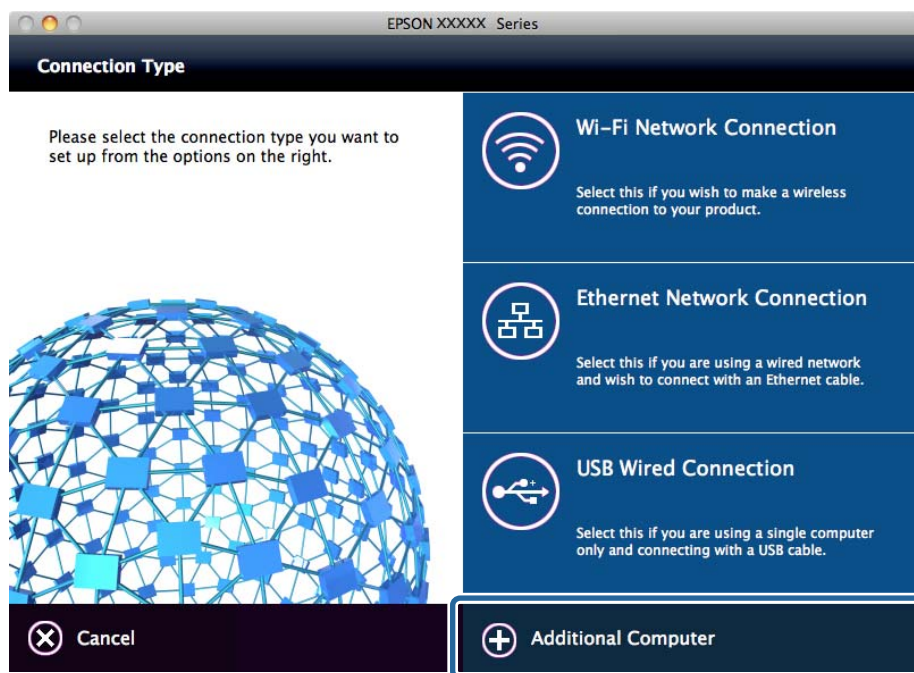 EPSON XXXXX Series
Connection Type
Please select the connection type you want to
set up from the options on the right.
Wi-Fi Network Connection
Select this if you wish to make a wireless
connection to your product.
Ethernet Network Connection
Select this if you are using a wired network
and wish to connect with an Ethernet cable.
USB Wired Connection
Select this if you are using a single computer
only and connecting with a USB cable.
Cancel
Additional Computer